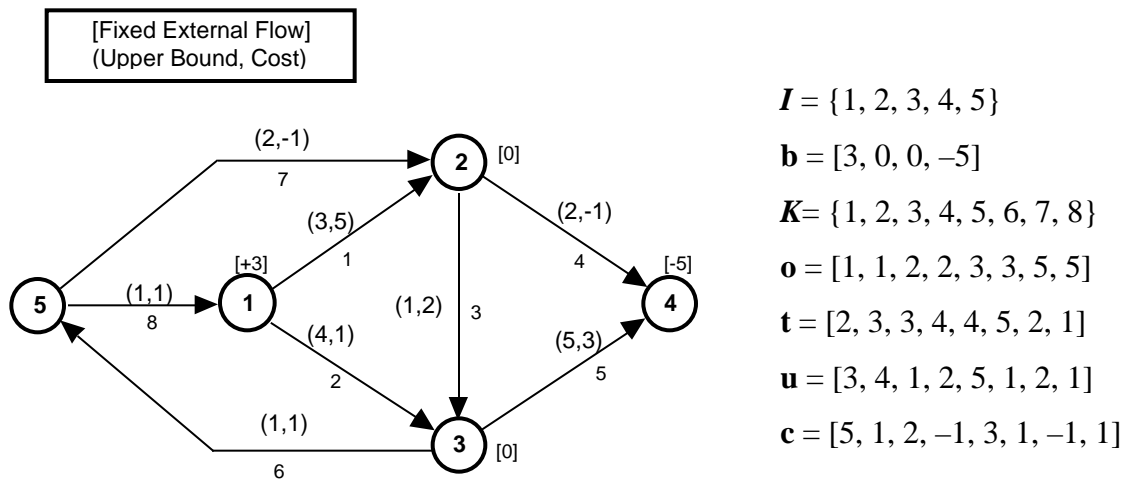 [Fixed External Flow]
(Upper Bound, Cost)
I = {1, 2, 3, 4, 5}
b = [3, 0, 0, –5]
K= {1, 2, 3, 4, 5, 6, 7, 8}
o = [1, 1, 2, 2, 3, 3, 5, 5]
t = [2, 3, 3, 4, 4, 5, 2, 1]
u = [3, 4, 1, 2, 5, 1, 2, 1]
c = [5, 1, 2, –1, 3, 1, –1, 1]
(2,-1)
7
2
[0]
(3,5)
1
(2,-1)
4
[+3]
[-5]
5
(1,1)
8
1
(1,2)
3
4
(4,1)
2
(5,3)
5
(1,1)
6
3
[0]